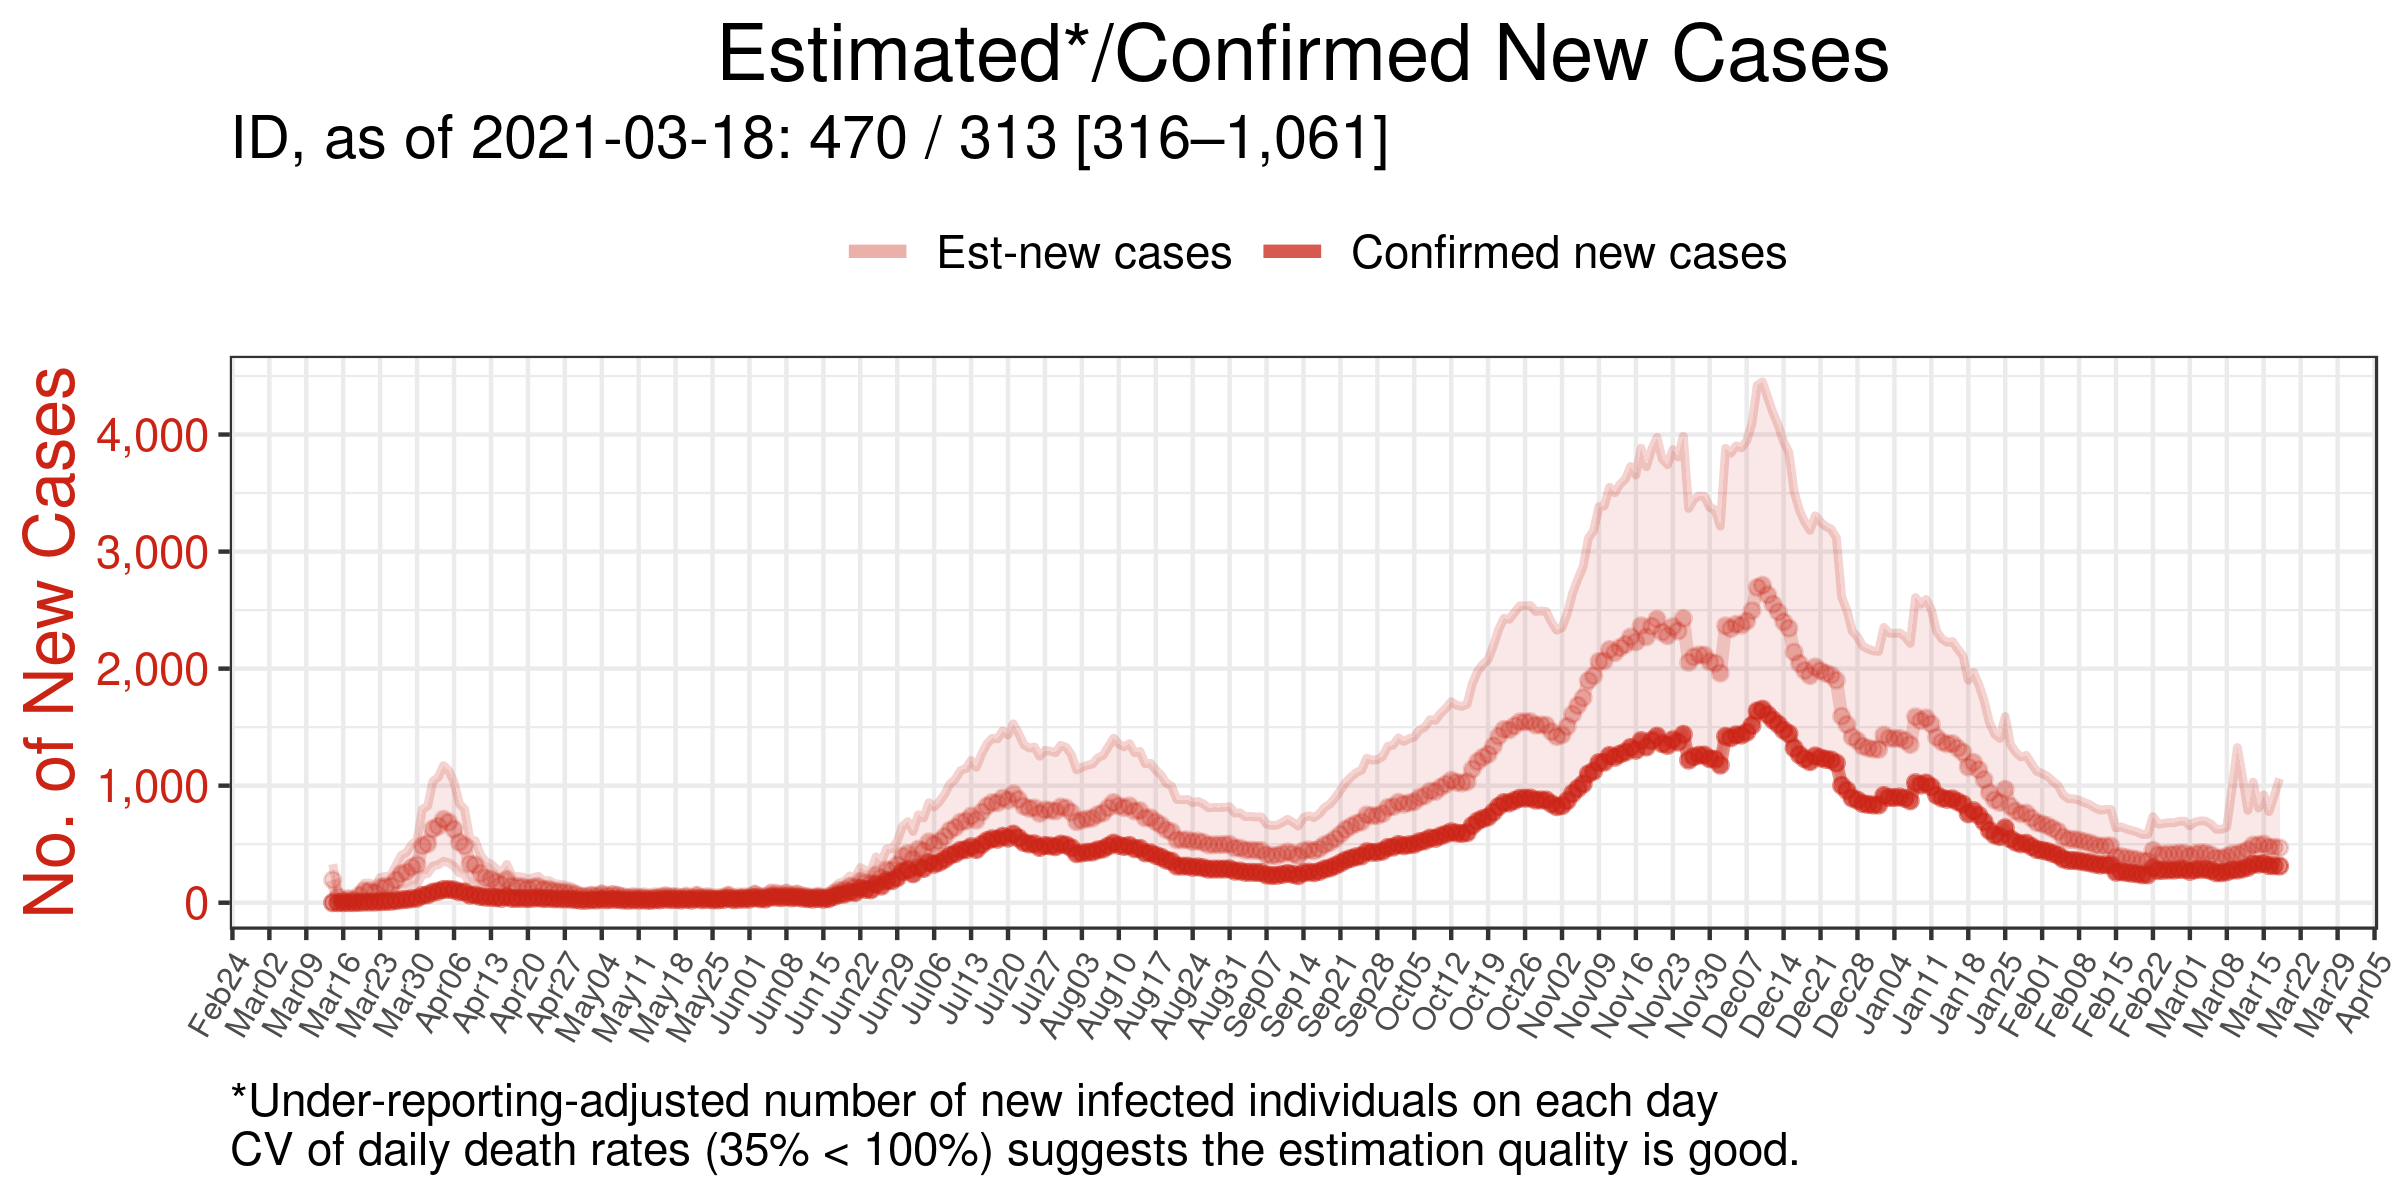 Estimated*/Confirmed New Cases
ID, as of 2021-03-18: 470 / 313 [316–1,061]
Est-new cases
Confirmed new cases
No. of New Cases
4,000
3,000
2,000
1,000
0
Feb24
Mar02
Mar09
Mar16
Mar23
Mar30
Apr06
Apr13
Apr20
Apr27
May04
May11
May18
May25
Jun01
Jun08
Jun15
Jun22
Jun29
Jul06
Jul13
Jul20
Jul27
Aug03
Aug10
Aug17
Aug24
Aug31
Sep07
Sep14
Sep21
Sep28
Oct05
Oct12
Oct19
Oct26
Nov02
Nov09
Nov16
Nov23
Nov30
Dec07
Dec14
Dec21
Dec28
Jan04
Jan11
Jan18
Jan25
Feb01
Feb08
Feb15
Feb22
Mar01
Mar08
Mar15
Mar22
Mar29
Apr05
*Under-reporting-adjusted number of new infected individuals on each day
CV of daily death rates (35% < 100%) suggests the estimation quality is good.